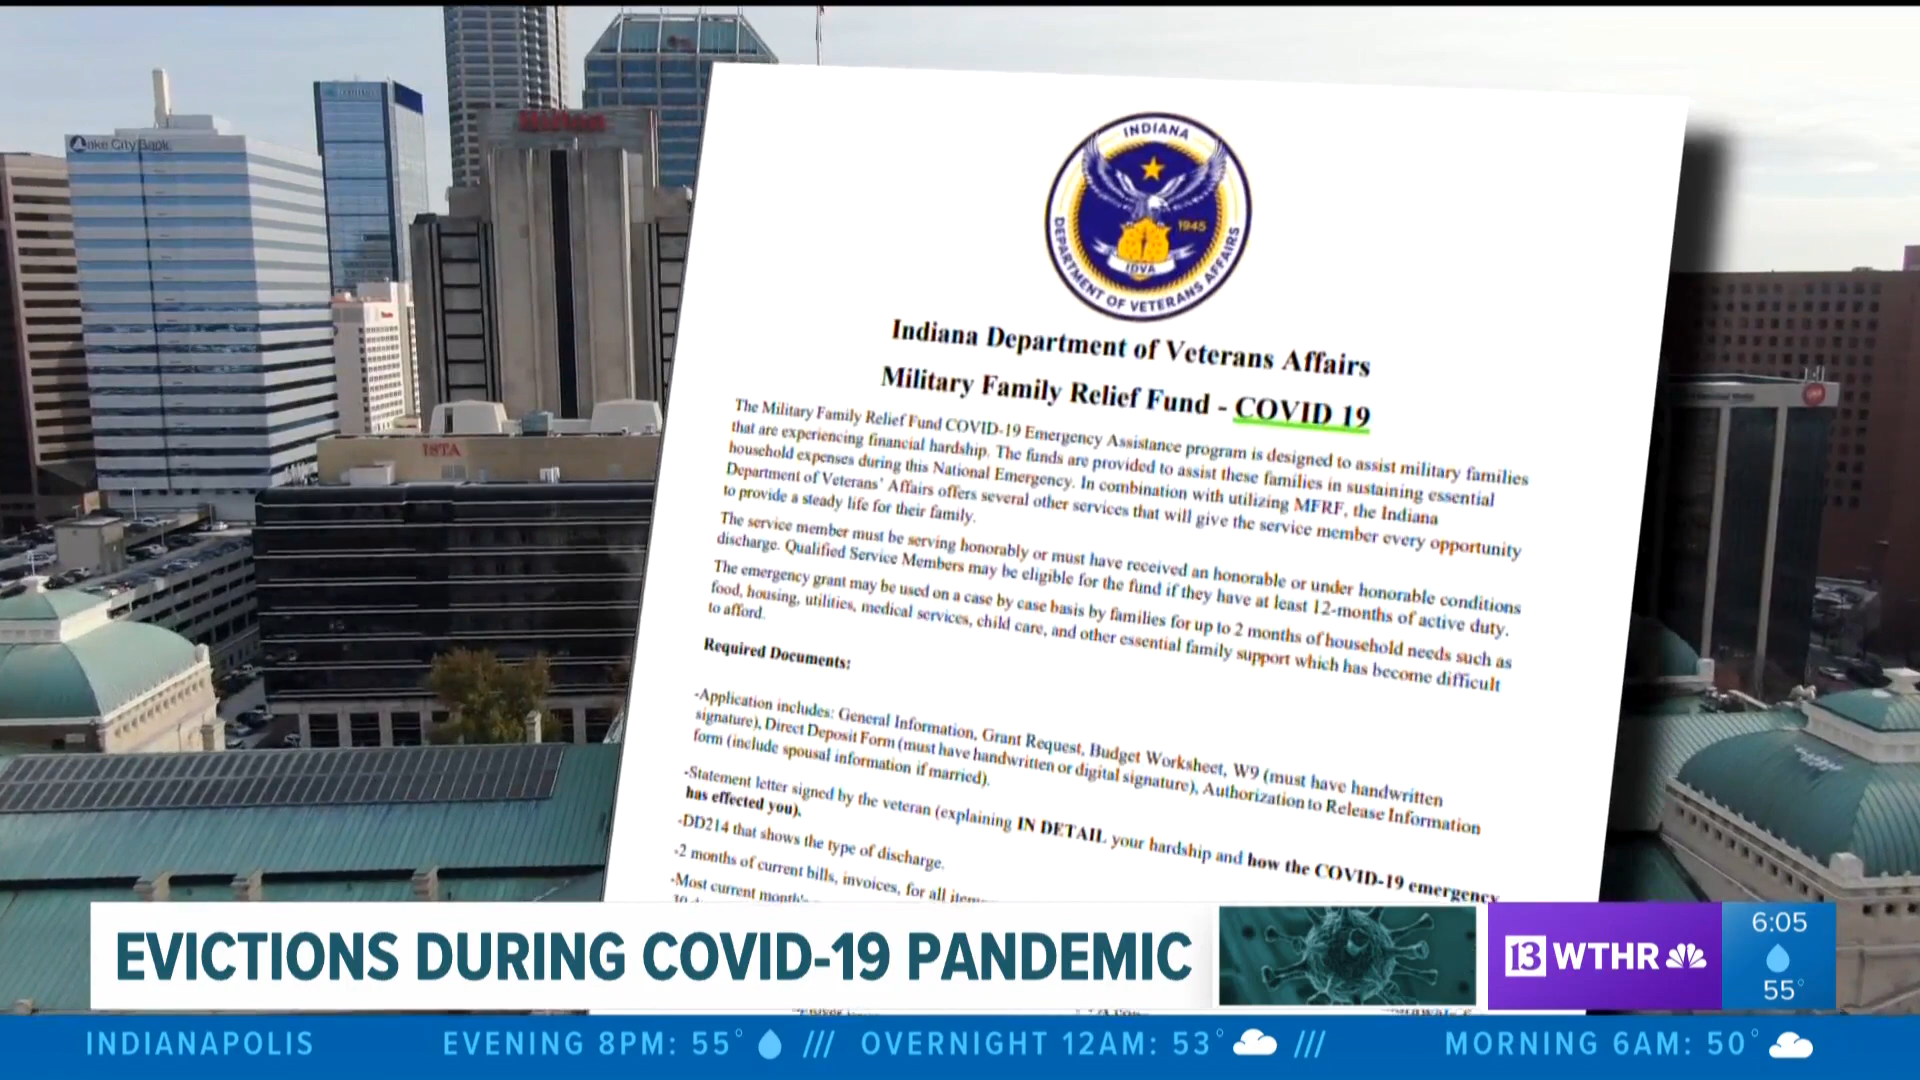 Lake City Bank
Hilton
ISTA
INDIANA
DEPARTMENT OF VETERANS AFFAIRS
1945
IDVA
Indiana Department of Veterans Affairs
Military Family Relief Fund - COVID 19
The Military Family Relief Fund COVID-19 Emergency Assistance program is designed to assist military families
that are experiencing financial hardship. The funds are provided to assist these families in sustaining essential
household expenses during this National Emergency. In combination with utilizing MFRF, the Indiana
Department of Veterans' Affairs offers several other services that will give the service member every opportunity
to provide a steady life for their family.
The service member must be serving honorably or must have received an honorable or under honorable conditions
discharge. Qualified Service Members may be eligible for the fund if they have at least 12-months of active duty.
The emergency grant may be used on a case by case basis by families for up to 2 months of household needs such as
food, housing, utilities, medical services, child care, and other essential family support which has become difficult
to afford.
Required Documents:
-Application includes: General Information, Grant Request, Budget Worksheet, W9 (must have handwritten
signature), Direct Deposit Form (must have handwritten or digital signature), Authorization to Release Information
form (include spousal information if married).
-Statement letter signed by the veteran (explaining IN DETAIL your hardship and how the COVID-19 emergency
has effected you).
-DD214 that shows the type of discharge.
-2 months of current bills, invoices, for all
-Most current
EVICTIONS DURING COVID-19 PANDEMIC
13 WTHR
6:05
55°
INDIANAPOLIS EVENING 8PM: 55° /// OVERNIGHT 12AM: 53° /// MORNING 6AM: 50°